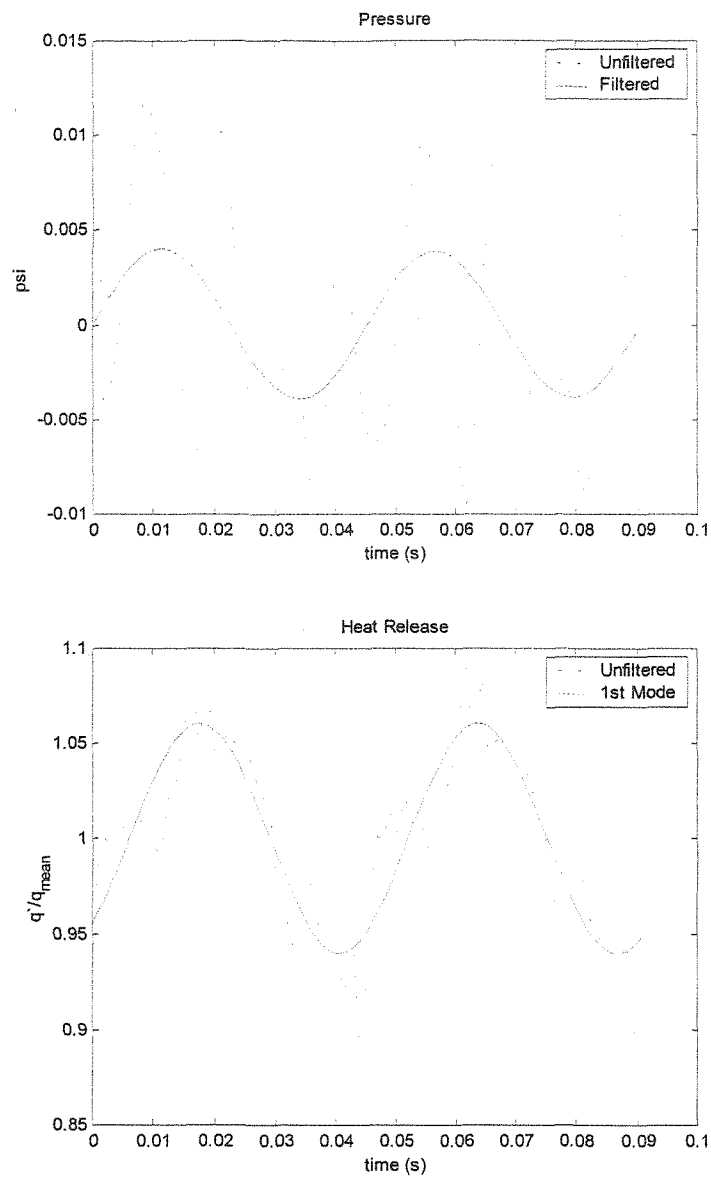 Pressure
0.015
Unfiltered
Filtered
0.01
0.005
psi
0
-0.005
-0.01
0 0.01 0.02 0.03 0.04 0.05 0.06 0.07 0.08 0.09 0.1
time (s)
Heat Release
1.1
Unfiltered
1st Mode
1.05
1
q`/q_mean
0.95
0.9
0.85
0 0.01 0.02 0.03 0.04 0.05 0.06 0.07 0.08 0.09 0.1
time (s)